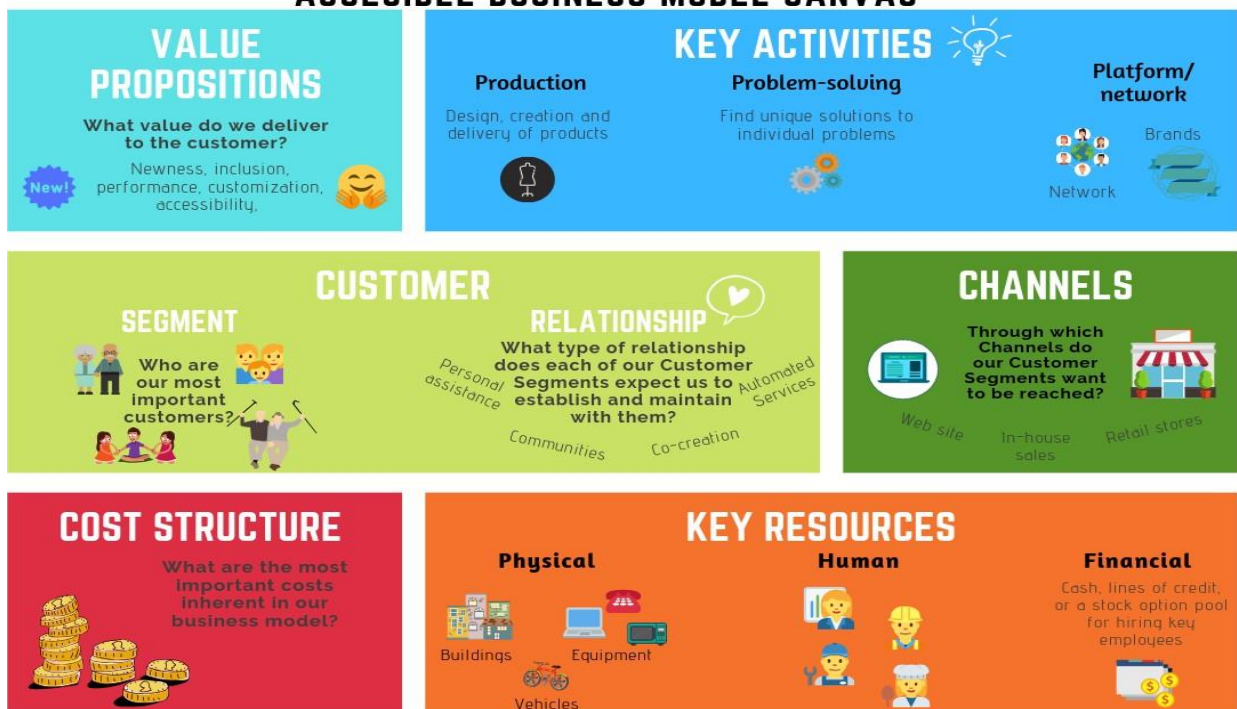 ACCESIBLE BUSINESS MODEL CANVAS
VALUE
PROPOSITIONS
What value do we deliver
to the customer?
New!
Newness, inclusion,
performance, customization,
accessibility,
KEY ACTIVITIES
Production
Design, creation and
delivery of products
Problem-solving
Find unique solutions to
individual problems
Platform/
network
Network
Brands
CUSTOMER
SEGMENT
Who are
our most
important
customers?
RELATIONSHIP
What type of relationship
does each of our Customer
Segments expect us to
establish and maintain
with them?
Personal
assistance
Communities
Co-creation
Automated
Services
CHANNELS
Through which
Channels do
our Customer
Segments want
to be reached?
Web site
In-house
sales
Retail stores
COST STRUCTURE
What are the most
important costs
inherent in our
business model?
KEY RESOURCES
Physical
Buildings
Equipment
Vehicles
Human
Financial
Cash, lines of credit,
or a stock option pool
for hiring key
employees